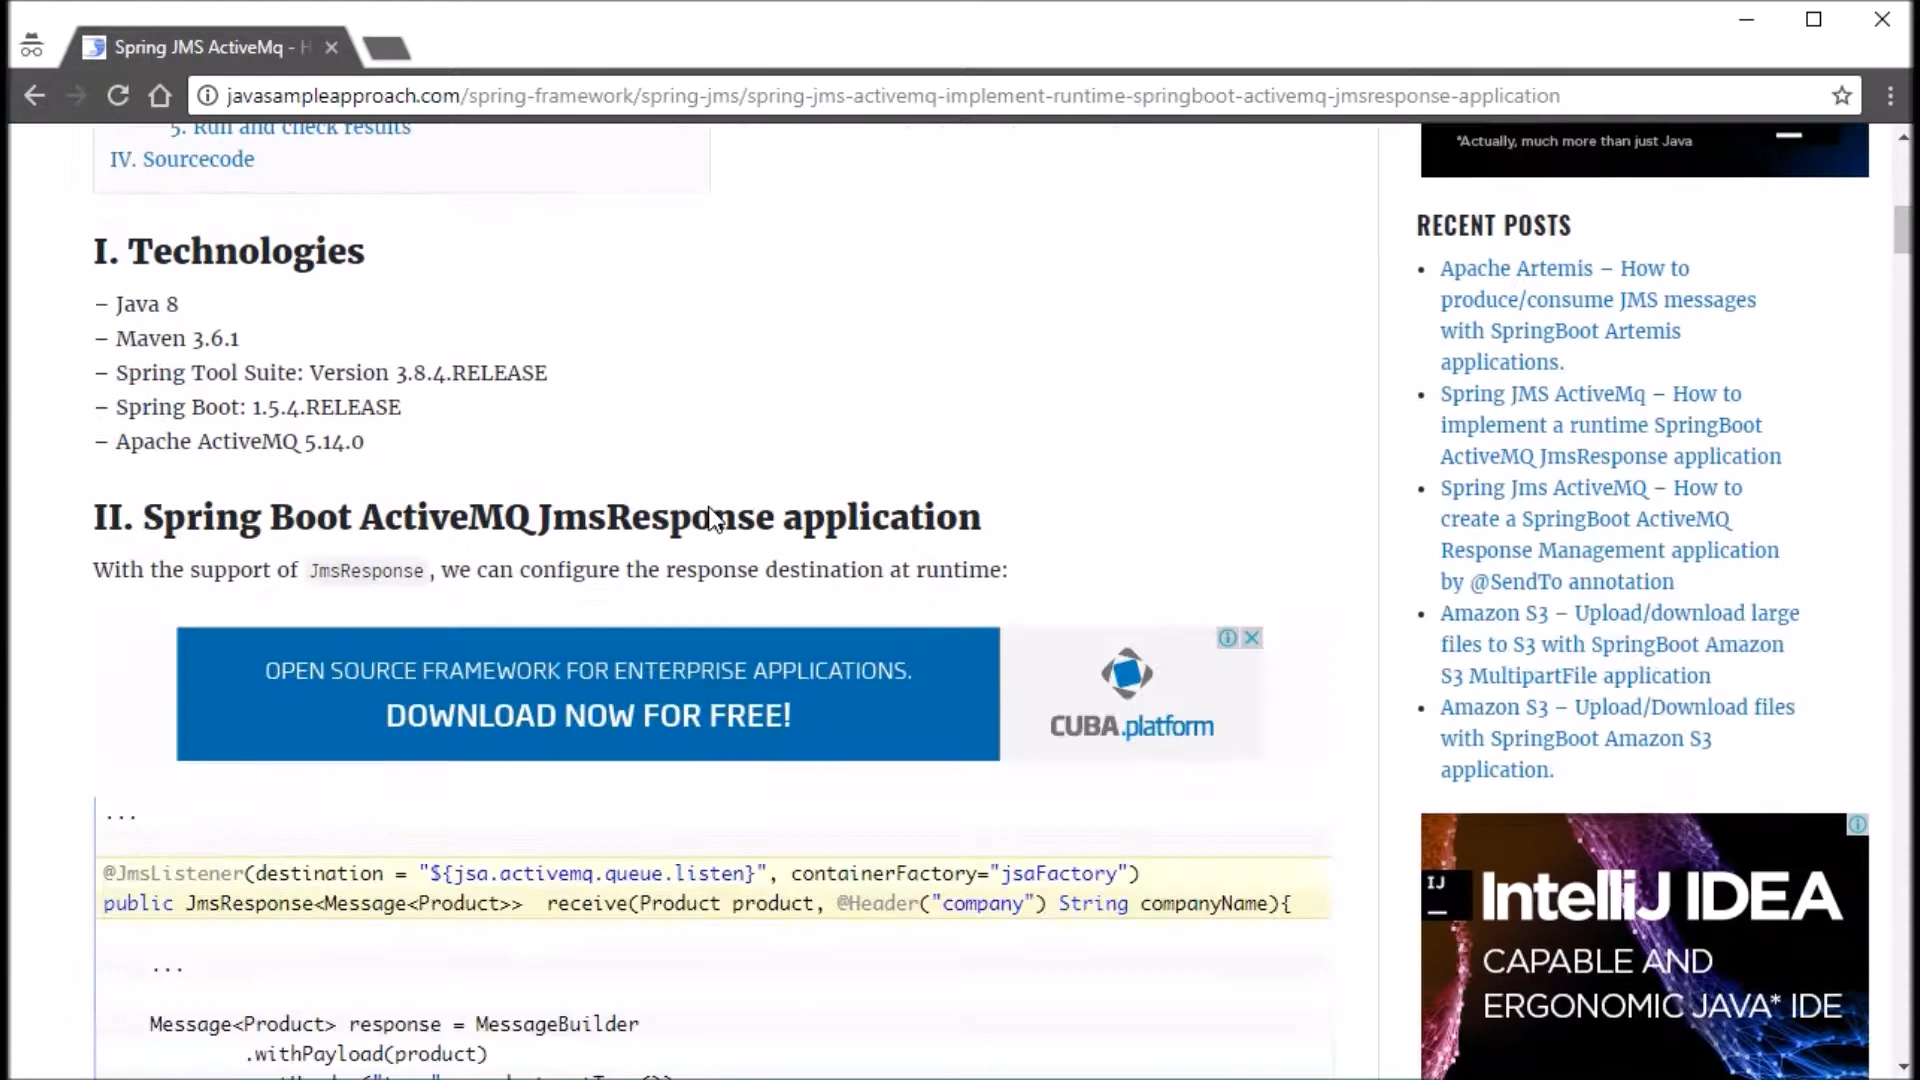 Spring JMS ActiveMq - H
javasampleapproach.com/spring-framework/spring-jms/spring-jms-activemq-implement-runtime-springboot-activemq-jmsresponse-application
5. Run and check results
IV. Sourcecode
I. Technologies
– Java 8
– Maven 3.6.1
– Spring Tool Suite: Version 3.8.4.RELEASE
– Spring Boot: 1.5.4.RELEASE
– Apache ActiveMQ 5.14.0
II. Spring Boot ActiveMQ JmsResponse application
With the support of JmsResponse, we can configure the response destination at runtime:
OPEN SOURCE FRAMEWORK FOR ENTERPRISE APPLICATIONS.
DOWNLOAD NOW FOR FREE!
CUBA.platform
...
@JmsListener(destination = "${jsa.activemq.queue.listen}", containerFactory="jsaFactory")
public JmsResponse<Message<Product>> receive(Product product, @Header("company") String companyName){
...
Message<Product> response = MessageBuilder
.withPayload(product)
*Actually, much more than just Java
RECENT POSTS
• Apache Artemis – How to
produce/consume JMS messages
with SpringBoot Artemis
applications.
• Spring JMS ActiveMq – How to
implement a runtime SpringBoot
ActiveMQ JmsResponse application
• Spring Jms ActiveMQ – How to
create a SpringBoot ActiveMQ
Response Management application
by @SendTo annotation
• Amazon S3 – Upload/download large
files to S3 with SpringBoot Amazon
S3 MultipartFile application
• Amazon S3 – Upload/Download files
with SpringBoot Amazon S3
application.
IJ
IntelliJ IDEA
CAPABLE AND
ERGONOMIC JAVA* IDE